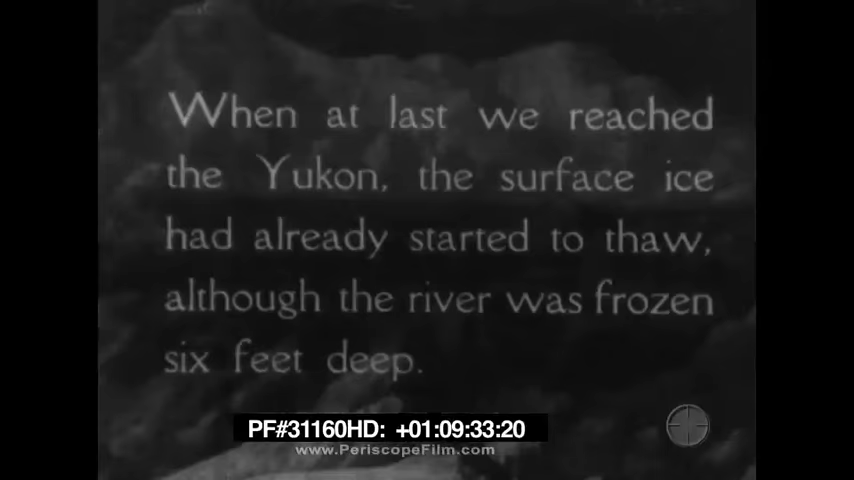 When at last we reached
the Yukon, the surface ice
had already started to thaw,
although the river was frozen
six feet deep.
PF#31160HD: +01:09:33:20
www.PeriscopeFilm.com